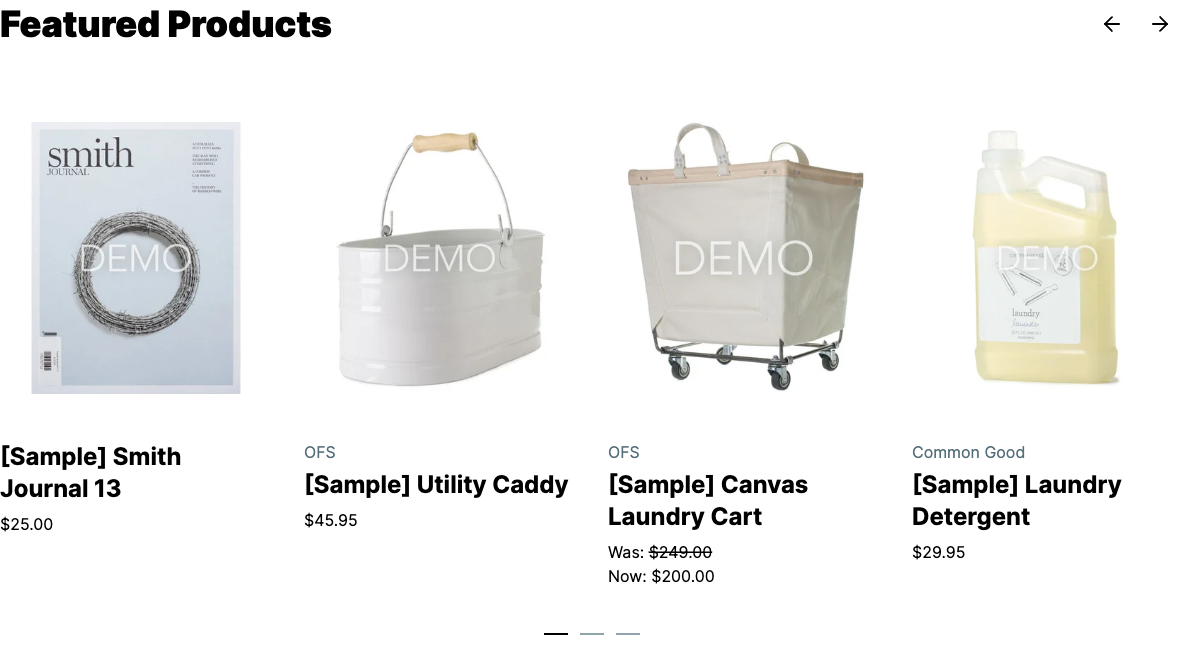 Featured Products
smith
JOURNAL
DEMO
DEMO
DEMO
DEMO
laundry
[Sample] Smith
Journal 13
$25.00
OFS
[Sample] Utility Caddy
$45.95
OFS
[Sample] Canvas
Laundry Cart
Was: $249.00
Now: $200.00
Common Good
[Sample] Laundry
Detergent
$29.95